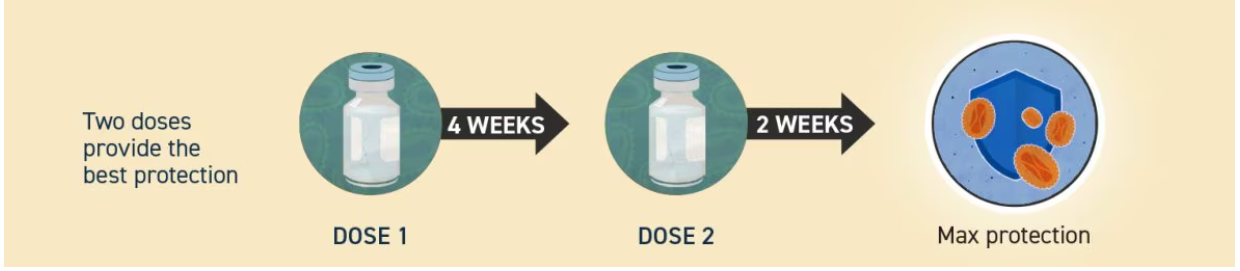 Two doses
provide the
best protection
4 WEEKS
2 WEEKS
DOSE 1
DOSE 2
Max protection